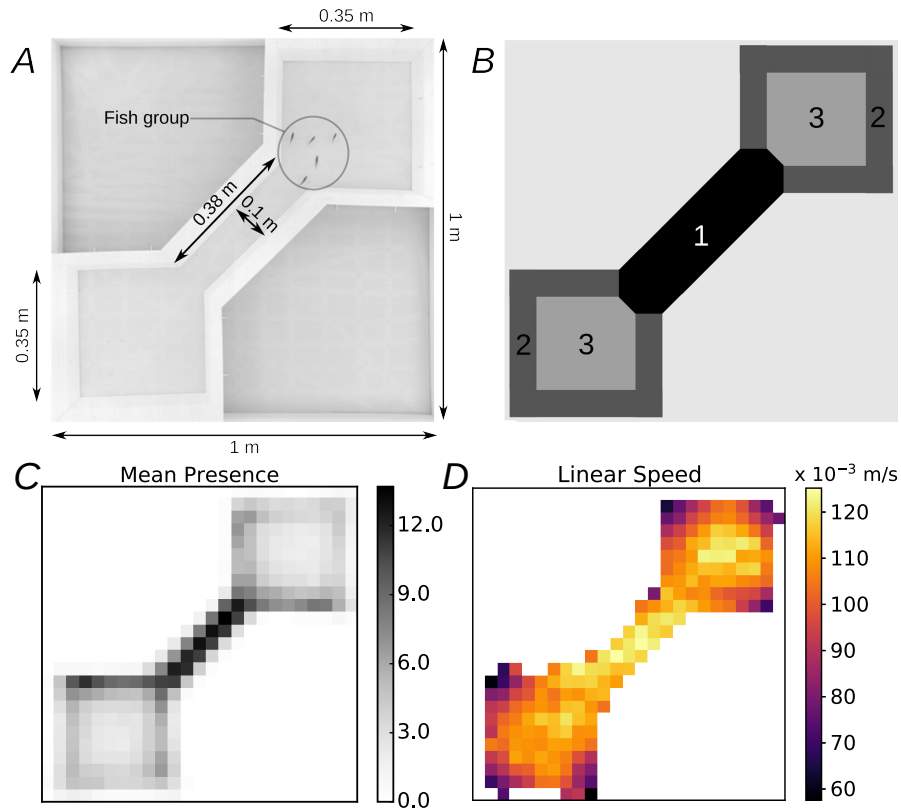 A
0.35 m
Fish group
0.38 m
0.1 m
1 m
0.35 m
1 m
B
3
2
1
2
3
C
Mean Presence
12.0
9.0
6.0
3.0
0.0
D
Linear Speed
x 10⁻³ m/s
120
110
100
90
80
70
60